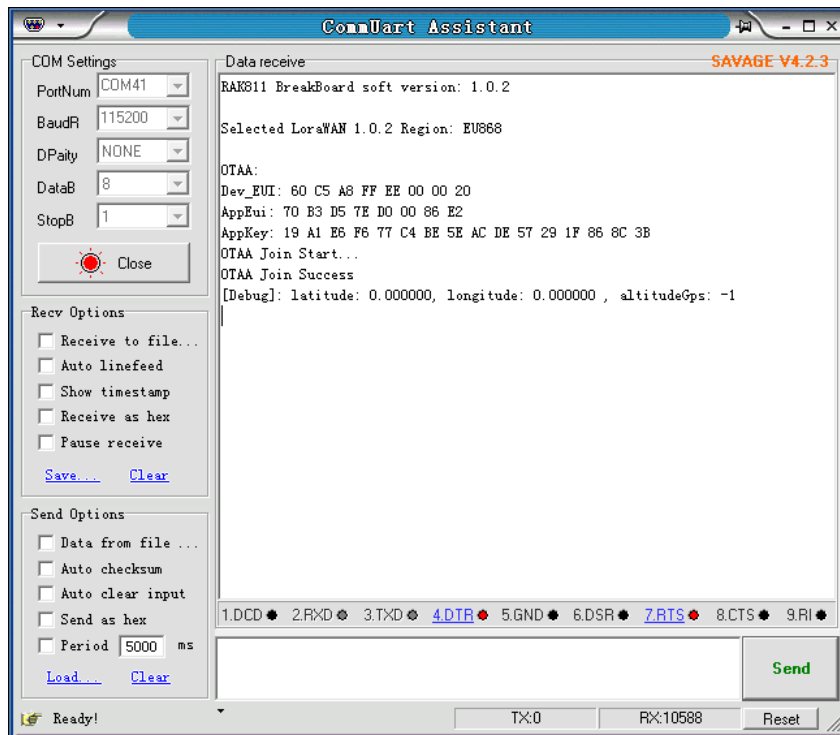 CommUart Assistant
COM Settings
PortNum COM41
BaudR 115200
DPaity NONE
DataB 8
StopB 1
Close
Recv Options
Receive to file...
Auto linefeed
Show timestamp
Receive as hex
Pause receive
Save... Clear
Send Options
Data from file ...
Auto checksum
Auto clear input
Send as hex
Period 5000 ms
Load... Clear
Data receive
SAVAGE V4.2.3
RAK811 BreakBoard soft version: 1.0.2
Selected LoraWAN 1.0.2 Region: EU868
OTAA:
Dev_EUI: 60 C5 A8 FF EE 00 00 20
AppEui: 70 B3 D5 7E D0 00 86 E2
AppKey: 19 A1 E6 F6 77 C4 BE 5E AC DE 57 29 1F 86 8C 3B
OTAA Join Start...
OTAA Join Success
[Debug]: latitude: 0.000000, longitude: 0.000000 , altitudeGps: -1
1.DCD 2.RXD 3.TXD 4.DTR 5.GND 6.DSR 7.RTS 8.CTS 9.RI
Send
Ready!
TX:0
RX:10588
Reset